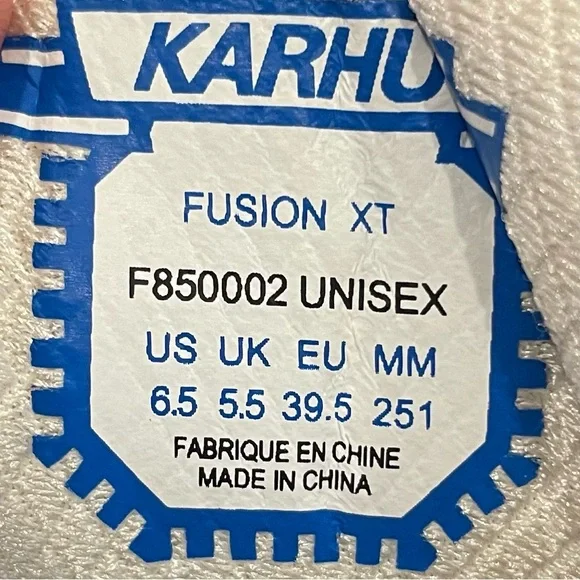 KARHU
FUSION XT
F850002 UNISEX
US UK EU MM
6.5 5.5 39.5 251
FABRIQUE EN CHINE
MADE IN CHINA